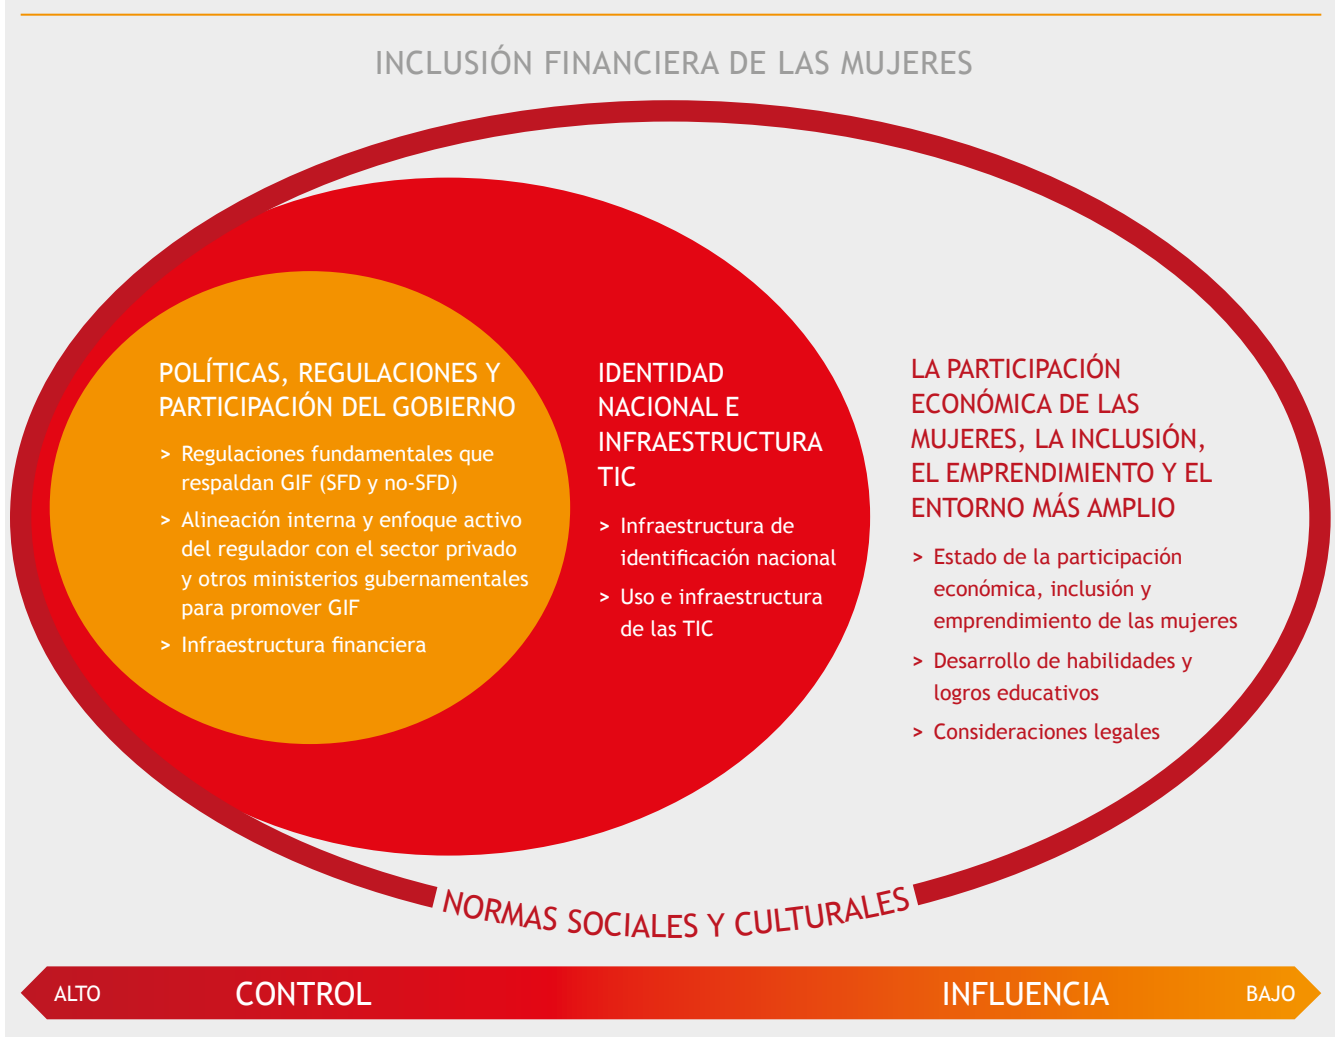 INCLUSIÓN FINANCIERA DE LAS MUJERES
POLÍTICAS, REGULACIONES Y
PARTICIPACIÓN DEL GOBIERNO
> Regulaciones fundamentales que
respaldan GIF (SFD y no-SFD)
> Alineación interna y enfoque activo
del regulador con el sector privado
y otros ministerios gubernamentales
para promover GIF
> Infraestructura financiera
IDENTIDAD
NACIONAL E
INFRAESTRUCTURA
TIC
> Infraestructura de
identificación nacional
> Uso e infraestructura
de las TIC
LA PARTICIPACIÓN
ECONÓMICA DE LAS
MUJERES, LA INCLUSIÓN,
EL EMPRENDIMIENTO Y EL
ENTORNO MÁS AMPLIO
> Estado de la participación
económica, inclusión y
emprendimiento de las mujeres
> Desarrollo de habilidades y
logros educativos
> Consideraciones legales
NORMAS SOCIALES Y CULTURALES
ALTO CONTROL INFLUENCIA BAJO